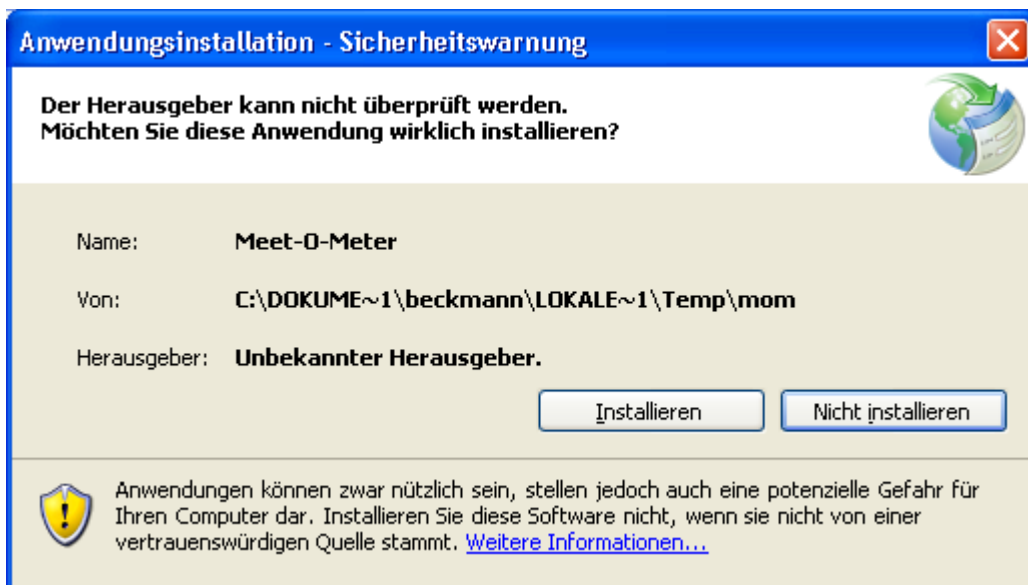 Anwendungsinstallation - Sicherheitswarnung
Der Herausgeber kann nicht überprüft werden.
Möchten Sie diese Anwendung wirklich installieren?
Name: Meet-O-Meter
Von: C:\DOKUME~1\beckmann\LOKALE~1\Temp\mom
Herausgeber: Unbekannter Herausgeber.
Installieren Nicht installieren
Anwendungen können zwar nützlich sein, stellen jedoch auch eine potenzielle Gefahr für
Ihren Computer dar. Installieren Sie diese Software nicht, wenn sie nicht von einer
vertrauenswürdigen Quelle stammt. Weitere Informationen...